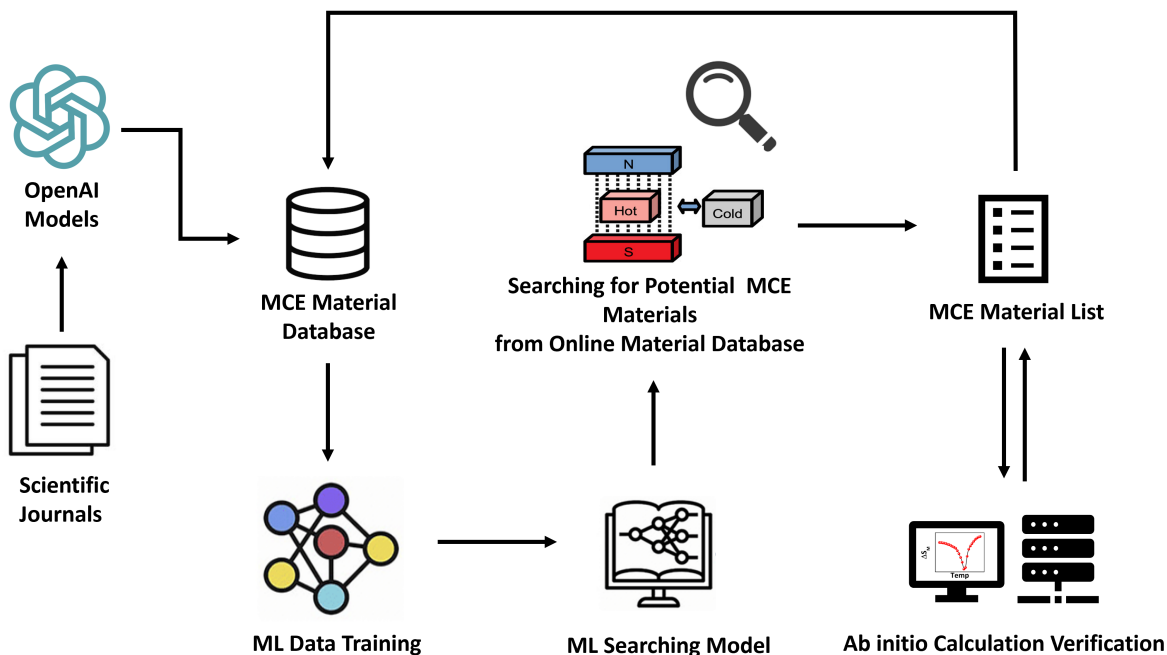 OpenAI
Models
Scientific
Journals
MCE Material
Database
ML Data Training
N
Hot
Cold
S
Searching for Potential MCE
Materials
from Online Material Database
ML Searching Model
MCE Material List
ΔS_M
Temp
Ab initio Calculation Verification